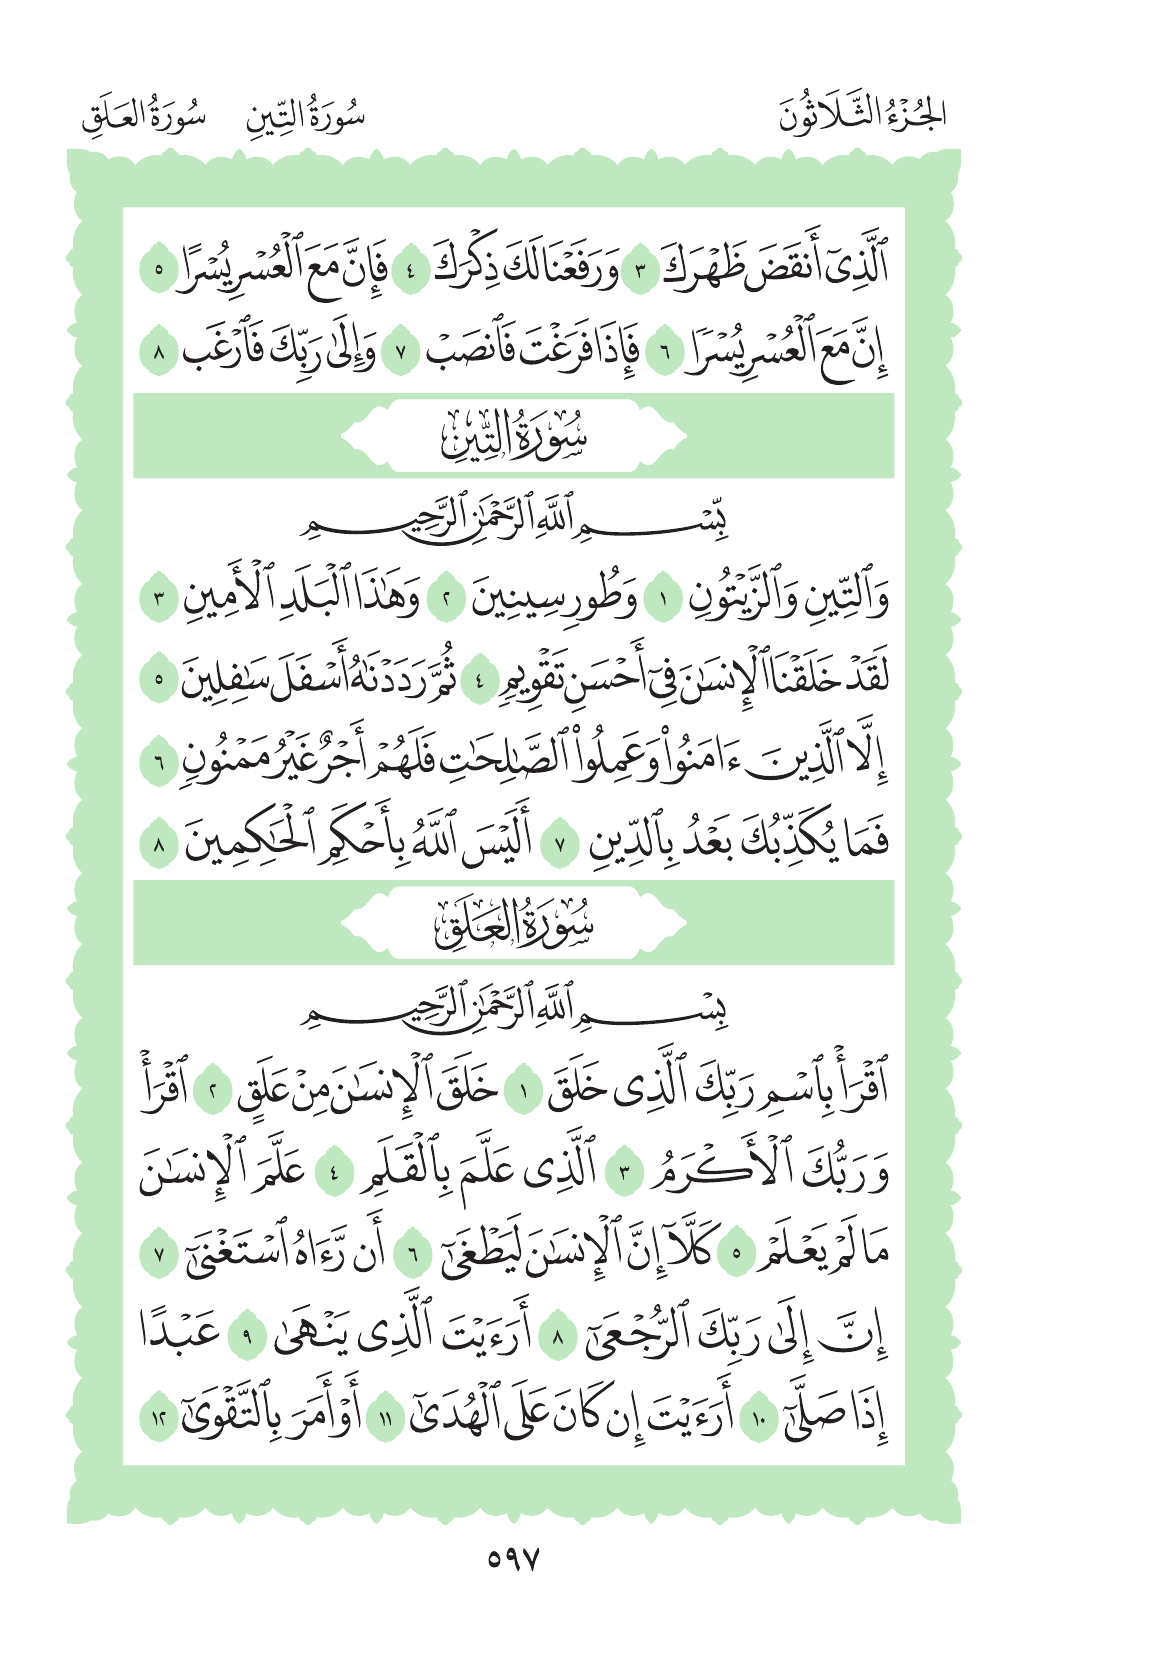 الجُزْءُ الثَّلَاثُونَ سُورَةُ التِّينِ سُورَةُ العَلَقِ
ٱلَّذِىٓ أَنقَضَ ظَهْرَكَ ٣ وَرَفَعْنَا لَكَ ذِكْرَكَ ٤ فَإِنَّ مَعَ ٱلْعُسْرِ يُسْرًا ٥
إِنَّ مَعَ ٱلْعُسْرِ يُسْرًا ٦ فَإِذَا فَرَغْتَ فَٱنصَبْ ٧ وَإِلَىٰ رَبِّكَ فَٱرْغَب ٨
سُورَةُ التِّينِ
بِّسْمِ ٱللَّهِ ٱلرَّحْمَٰنِ ٱلرَّحِيمِ
وَٱلتِّينِ وَٱلزَّيْتُونِ ١ وَطُورِ سِينِينَ ٢ وَهَٰذَا ٱلْبَلَدِ ٱلْأَمِينِ ٣
لَقَدْ خَلَقْنَا ٱلْإِنسَٰنَ فِىٓ أَحْسَنِ تَقْوِيمٍ ٤ ثُمَّ رَدَدْنَٰهُ أَسْفَلَ سَٰفِلِينَ ٥
إِلَّا ٱلَّذِينَ ءَامَنُوا۟ وَعَمِلُوا۟ ٱلصَّٰلِحَٰتِ فَلَهُمْ أَجْرٌ غَيْرُ مَمْنُونٍ ٦
فَمَا يُكَذِّبُكَ بَعْدُ بِٱلدِّينِ ٧ أَلَيْسَ ٱللَّهُ بِأَحْكَمِ ٱلْحَٰكِمِينَ ٨
سُورَةُ العَلَقِ
بِسْمِ ٱللَّهِ ٱلرَّحْمَٰنِ ٱلرَّحِيمِ
ٱقْرَأْ بِٱسْمِ رَبِّكَ ٱلَّذِى خَلَقَ ١ خَلَقَ ٱلْإِنسَٰنَ مِنْ عَلَقٍ ٢ ٱقْرَأْ
وَرَبُّكَ ٱلْأَكْرَمُ ٣ ٱلَّذِى عَلَّمَ بِٱلْقَلَمِ ٤ عَلَّمَ ٱلْإِنسَٰنَ
مَا لَمْ يَعْلَمْ ٥ كَلَّآ إِنَّ ٱلْإِنسَٰنَ لَيَطْغَىٰٓ ٦ أَن رَّءَاهُ ٱسْتَغْنَىٰٓ ٧
إِنَّ إِلَىٰ رَبِّكَ ٱلرُّجْعَىٰٓ ٨ أَرَءَيْتَ ٱلَّذِى يَنْهَىٰ ٩ عَبْدًا
إِذَا صَلَّىٰٓ ١٠ أَرَءَيْتَ إِن كَانَ عَلَى ٱلْهُدَىٰٓ ١١ أَوْ أَمَرَ بِٱلتَّقْوَىٰٓ ١٢
٥٩٧